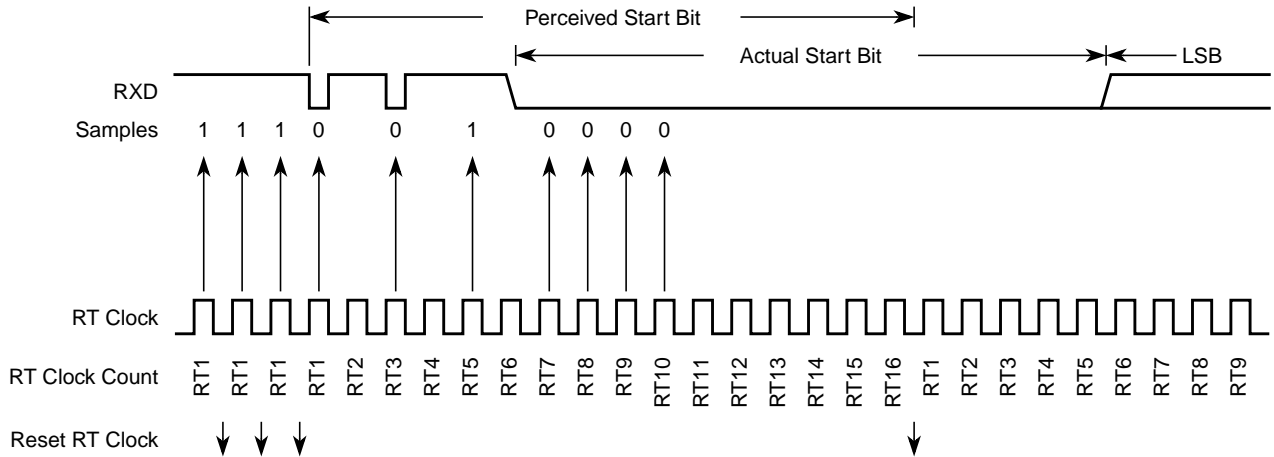 Perceived Start Bit
Actual Start Bit LSB
RXD
Samples 1 1 1 0 0 1 0 0 0 0
RT Clock
RT Clock Count RT1 RT1 RT1 RT1 RT2 RT3 RT4 RT5 RT6 RT7 RT8 RT9 RT10 RT11 RT12 RT13 RT14 RT15 RT16 RT1 RT2 RT3 RT4 RT5 RT6 RT7 RT8 RT9
Reset RT Clock